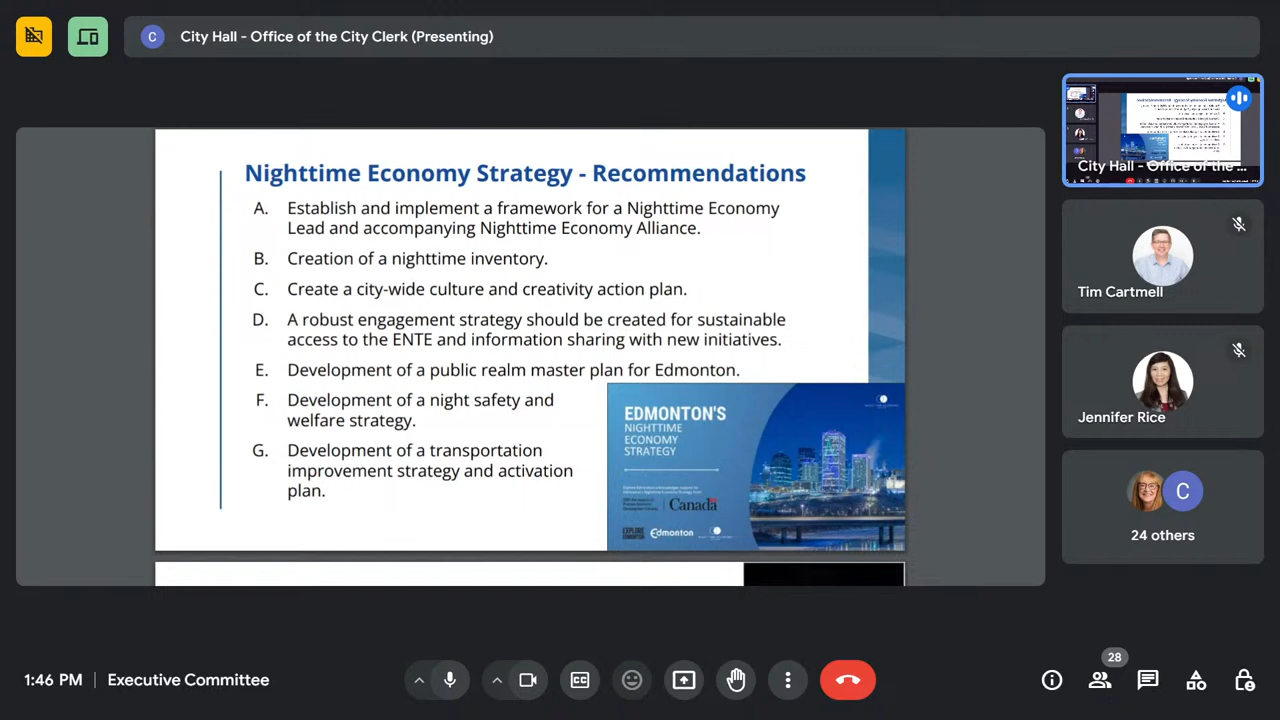 C City Hall - Office of the City Clerk (Presenting)
Nighttime Economy Strategy - Recommendations
A. Establish and implement a framework for a Nighttime Economy
Lead and accompanying Nighttime Economy Alliance.
B. Creation of a nighttime inventory.
C. Create a city-wide culture and creativity action plan.
D. A robust engagement strategy should be created for sustainable
access to the ENTE and information sharing with new initiatives.
E. Development of a public realm master plan for Edmonton.
F. Development of a night safety and
welfare strategy.
G. Development of a transportation
improvement strategy and activation
plan.
EDMONTON'S
NIGHTTIME
ECONOMY
STRATEGY
Canada
EXPLORE
EDMONTON
Edmonton
City Hall - Office of the ...
Tim Cartmell
Jennifer Rice
C
24 others
1:46 PM | Executive Committee
CC
28